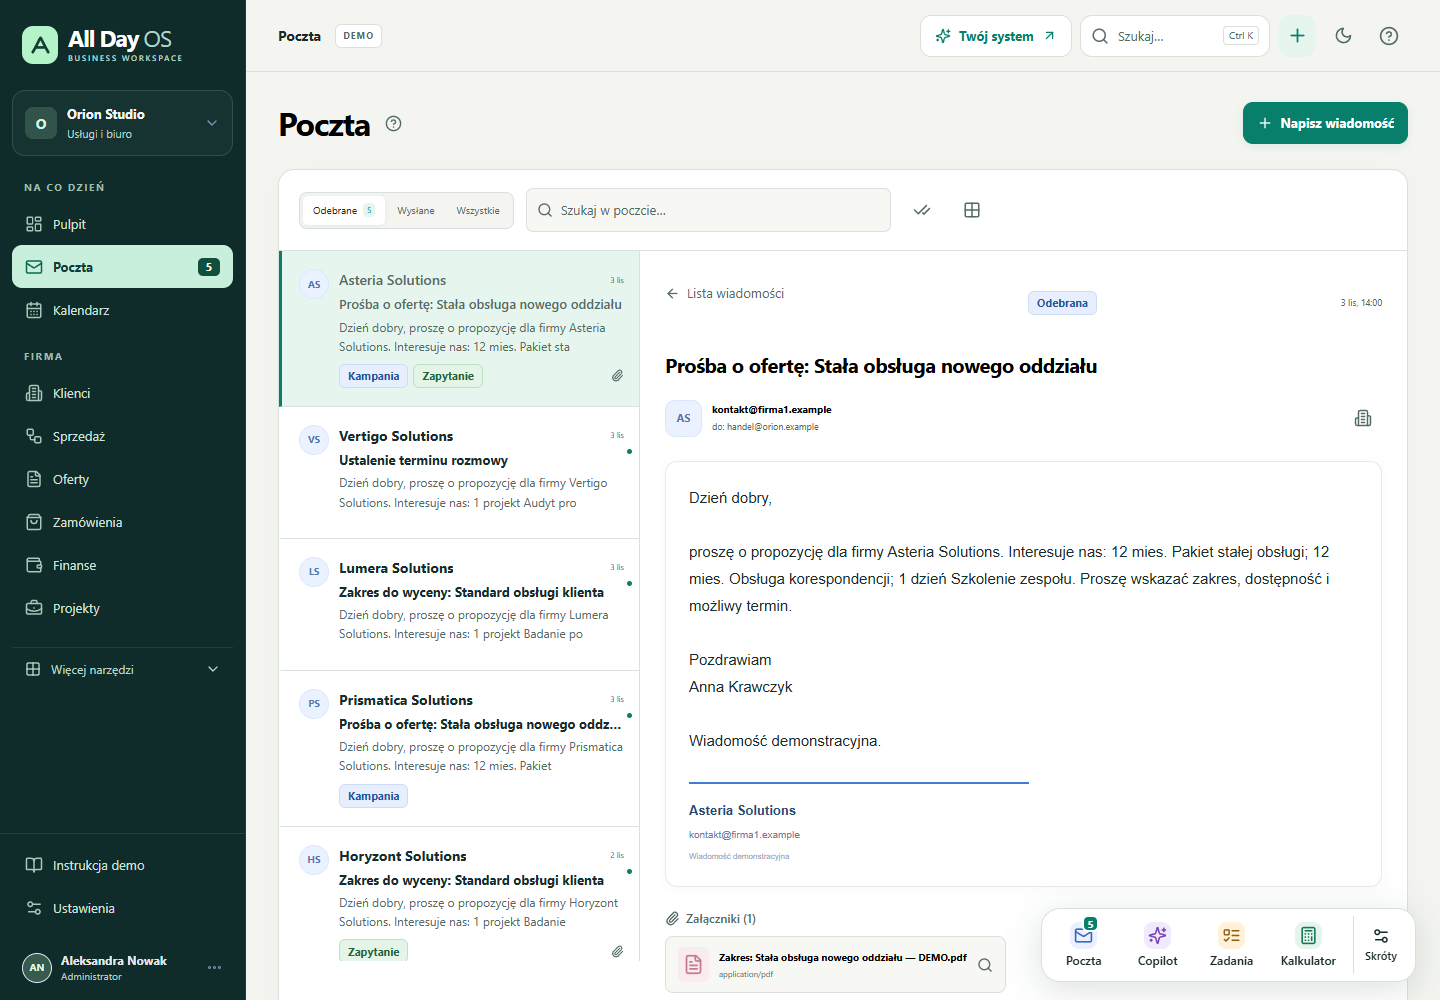 All Day OS
BUSINESS WORKSPACE
O
Orion Studio
Usługi i biuro
NA CO DZIEŃ
Pulpit
Poczta 5
Kalendarz
FIRMA
Klienci
Sprzedaż
Oferty
Zamówienia
Finanse
Projekty
Więcej narzędzi
Instrukcja demo
Ustawienia
AN
Aleksandra Nowak
Administrator
Poczta DEMO
Twój system
Szukaj... Ctrl K
Poczta
Napisz wiadomość
Odebrane 5 Wysłane Wszystkie
Szukaj w poczcie...
AS
Asteria Solutions 3 lis
Prośba o ofertę: Stała obsługa nowego oddziału
Dzień dobry, proszę o propozycję dla firmy Asteria
Solutions. Interesuje nas: 12 mies. Pakiet sta
Kampania Zapytanie
VS
Vertigo Solutions 3 lis
Ustalenie terminu rozmowy
Dzień dobry, proszę o propozycję dla firmy Vertigo
Solutions. Interesuje nas: 1 projekt Audyt pro
LS
Lumera Solutions 3 lis
Zakres do wyceny: Standard obsługi klienta
Dzień dobry, proszę o propozycję dla firmy Lumera
Solutions. Interesuje nas: 1 projekt Badanie po
PS
Prismatica Solutions 3 lis
Prośba o ofertę: Stała obsługa nowego oddz...
Dzień dobry, proszę o propozycję dla firmy Prismatica
Solutions. Interesuje nas: 12 mies. Pakiet
Kampania
HS
Horyzont Solutions 2 lis
Zakres do wyceny: Standard obsługi klienta
Dzień dobry, proszę o propozycję dla firmy Horyzont
Solutions. Interesuje nas: 1 projekt Badanie
Zapytanie
Lista wiadomości
Odebrana
3 lis, 14:00
Prośba o ofertę: Stała obsługa nowego oddziału
AS
kontakt@firma1.example
do: handel@orion.example
Dzień dobry,
proszę o propozycję dla firmy Asteria Solutions. Interesuje nas: 12 mies. Pakiet stałej obsługi; 12
mies. Obsługa korespondencji; 1 dzień Szkolenie zespołu. Proszę wskazać zakres, dostępność i
możliwy termin.
Pozdrawiam
Anna Krawczyk
Wiadomość demonstracyjna.
Asteria Solutions
kontakt@firma1.example
Wiadomość demonstracyjna
Załączniki (1)
Zakres: Stała obsługa nowego oddziału — DEMO.pdf
application/pdf
5
Poczta Copilot Zadania Kalkulator Skróty